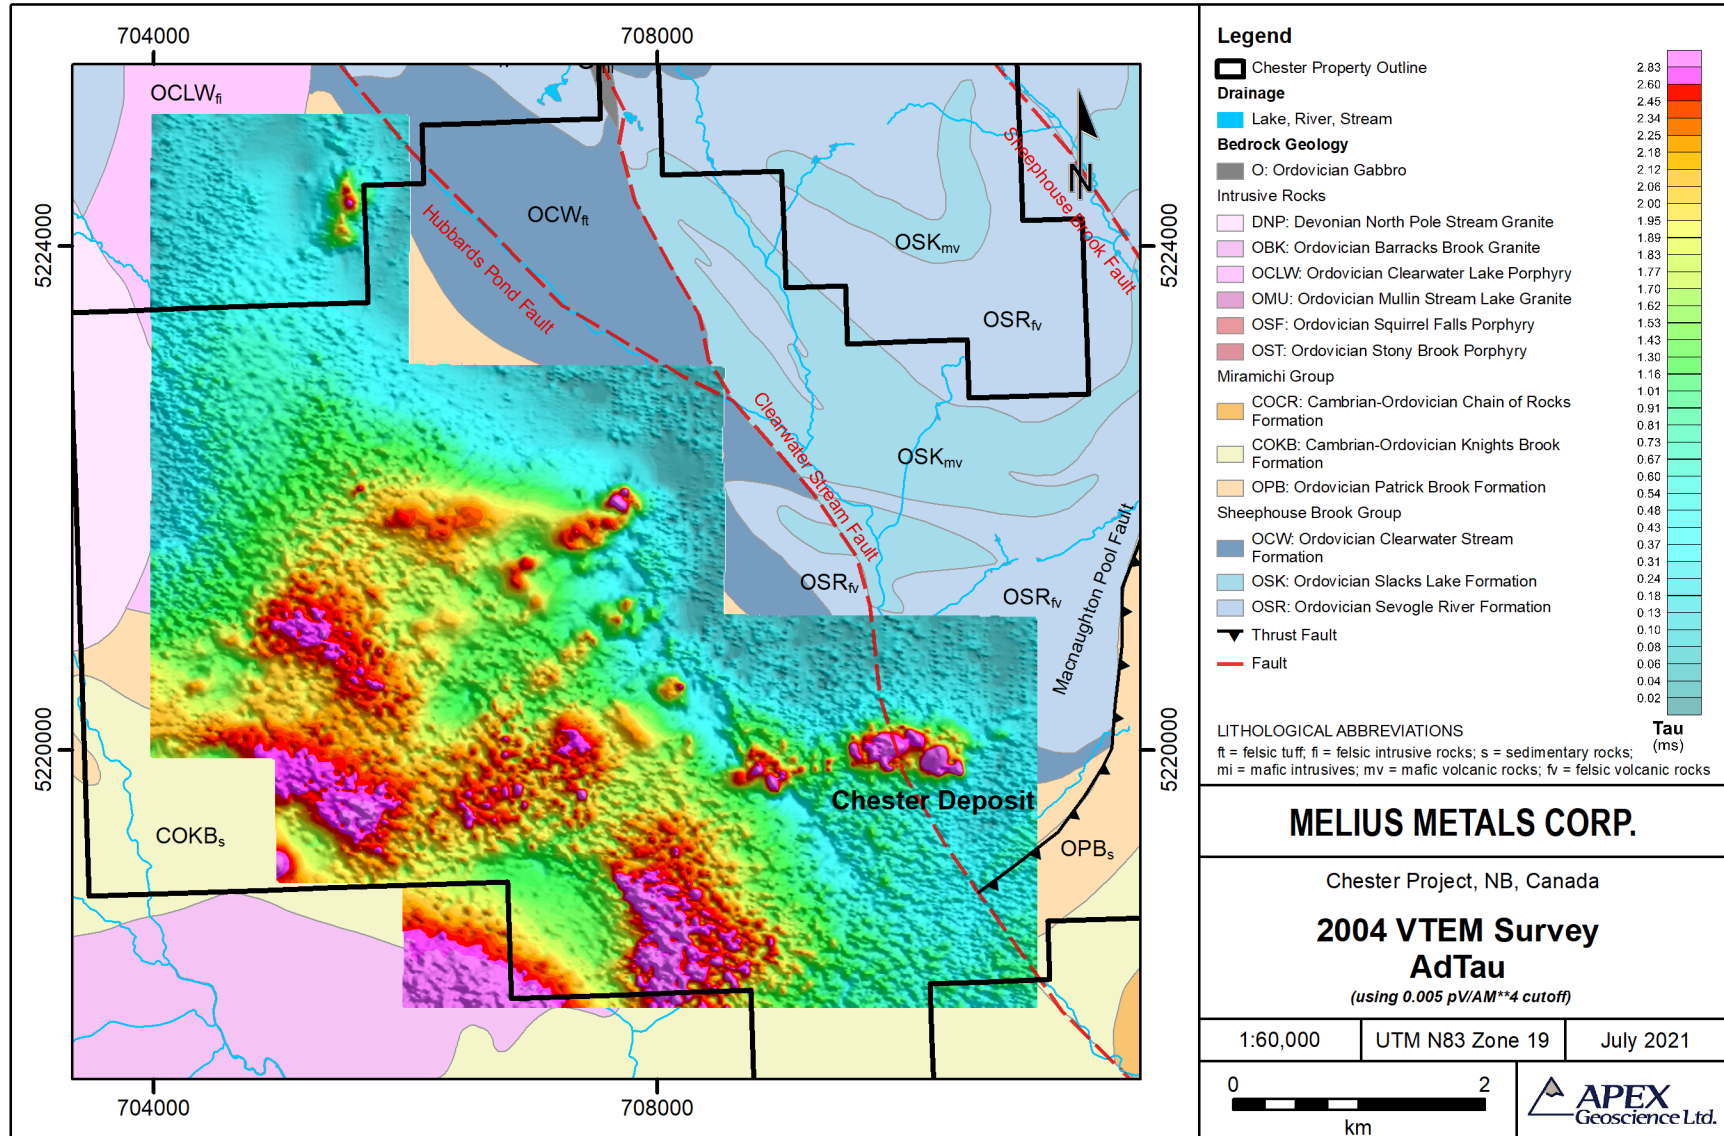 704000
708000
5224000
5220000
5224000
5220000
704000
708000
OCLWfi
OCWft
OSKmv
OSRfv
OSKmv
OSRfv
OSRfv
COKBs
OPBs
Hubbards Pond Fault
Clearwater Stream Fault
Sheephouse Brook Fault
Macnaughton Pool Fault
Chester Deposit
N
Legend
Chester Property Outline
Drainage
Lake, River, Stream
Bedrock Geology
O: Ordovician Gabbro
Intrusive Rocks
DNP: Devonian North Pole Stream Granite
OBK: Ordovician Barracks Brook Granite
OCLW: Ordovician Clearwater Lake Porphyry
OMU: Ordovician Mullin Stream Lake Granite
OSF: Ordovician Squirrel Falls Porphyry
OST: Ordovician Stony Brook Porphyry
Miramichi Group
COCR: Cambrian-Ordovician Chain of Rocks
Formation
COKB: Cambrian-Ordovician Knights Brook
Formation
OPB: Ordovician Patrick Brook Formation
Sheephouse Brook Group
OCW: Ordovician Clearwater Stream
Formation
OSK: Ordovician Slacks Lake Formation
OSR: Ordovician Sevogle River Formation
Thrust Fault
Fault
2.83
2.60
2.45
2.34
2.25
2.18
2.12
2.06
2.00
1.95
1.89
1.83
1.77
1.70
1.62
1.53
1.43
1.30
1.16
1.01
0.91
0.81
0.73
0.67
0.60
0.54
0.48
0.43
0.37
0.31
0.24
0.18
0.13
0.10
0.08
0.06
0.04
0.02
Tau
(ms)
LITHOLOGICAL ABBREVIATIONS
ft = felsic tuff; fi = felsic intrusive rocks; s = sedimentary rocks;
mi = mafic intrusives; mv = mafic volcanic rocks; fv = felsic volcanic rocks
MELIUS METALS CORP.
Chester Project, NB, Canada
2004 VTEM Survey
AdTau
(using 0.005 pV/AM**4 cutoff)
1:60,000
UTM N83 Zone 19
July 2021
0 2
km
APEX
Geoscience Ltd.